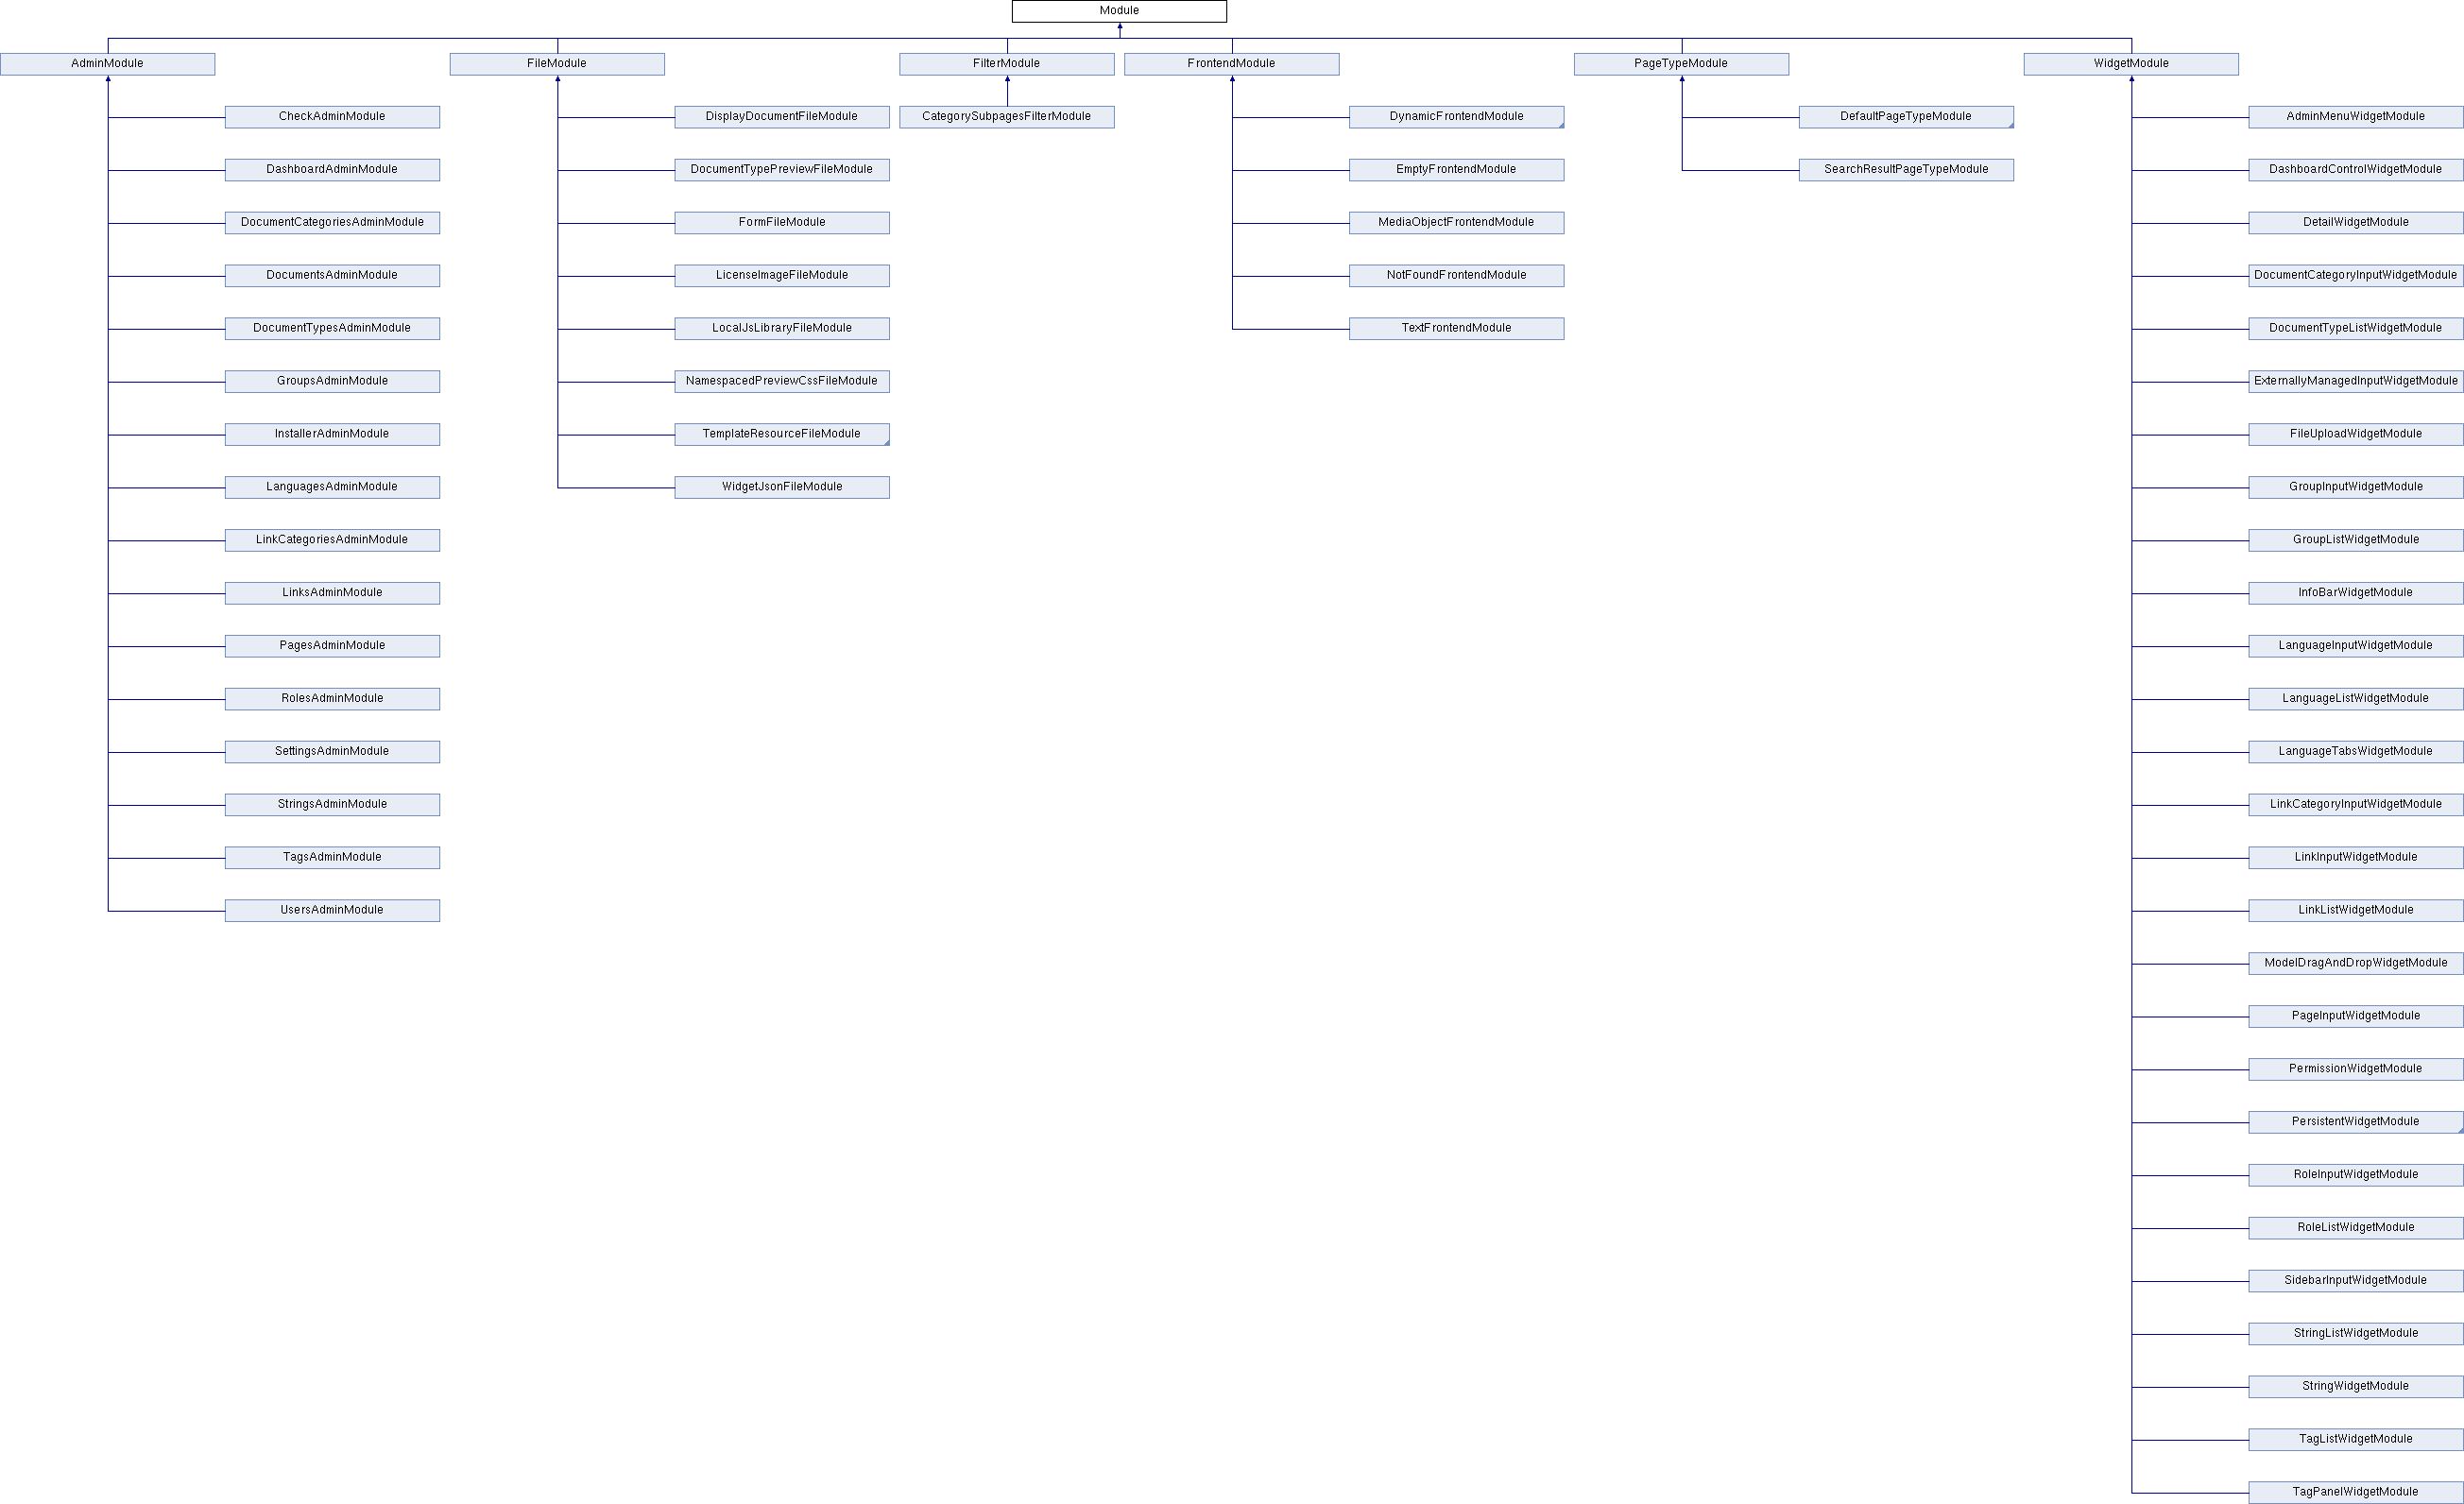 Module
AdminModule
FileModule
FilterModule
FrontendModule
PageTypeModule
WidgetModule
CheckAdminModule
DisplayDocumentFileModule
CategorySubpagesFilterModule
DynamicFrontendModule
DefaultPageTypeModule
AdminMenuWidgetModule
DashboardAdminModule
DocumentTypePreviewFileModule
EmptyFrontendModule
SearchResultPageTypeModule
DashboardControlWidgetModule
DocumentCategoriesAdminModule
FormFileModule
MediaObjectFrontendModule
DetailWidgetModule
DocumentsAdminModule
LicenseImageFileModule
NotFoundFrontendModule
DocumentCategoryInputWidgetModule
DocumentTypesAdminModule
LocalJsLibraryFileModule
TextFrontendModule
DocumentTypeListWidgetModule
GroupsAdminModule
NamespacedPreviewCssFileModule
ExternallyManagedInputWidgetModule
InstallerAdminModule
TemplateResourceFileModule
FileUploadWidgetModule
LanguagesAdminModule
WidgetJsonFileModule
GroupInputWidgetModule
LinkCategoriesAdminModule
GroupListWidgetModule
LinksAdminModule
InfoBarWidgetModule
PagesAdminModule
LanguageInputWidgetModule
RolesAdminModule
LanguageListWidgetModule
SettingsAdminModule
LanguageTabsWidgetModule
StringsAdminModule
LinkCategoryInputWidgetModule
TagsAdminModule
LinkInputWidgetModule
UsersAdminModule
LinkListWidgetModule
ModelDragAndDropWidgetModule
PageInputWidgetModule
PermissionWidgetModule
PersistentWidgetModule
RoleInputWidgetModule
RoleListWidgetModule
SidebarInputWidgetModule
StringListWidgetModule
StringWidgetModule
TagListWidgetModule
TagPanelWidgetModule